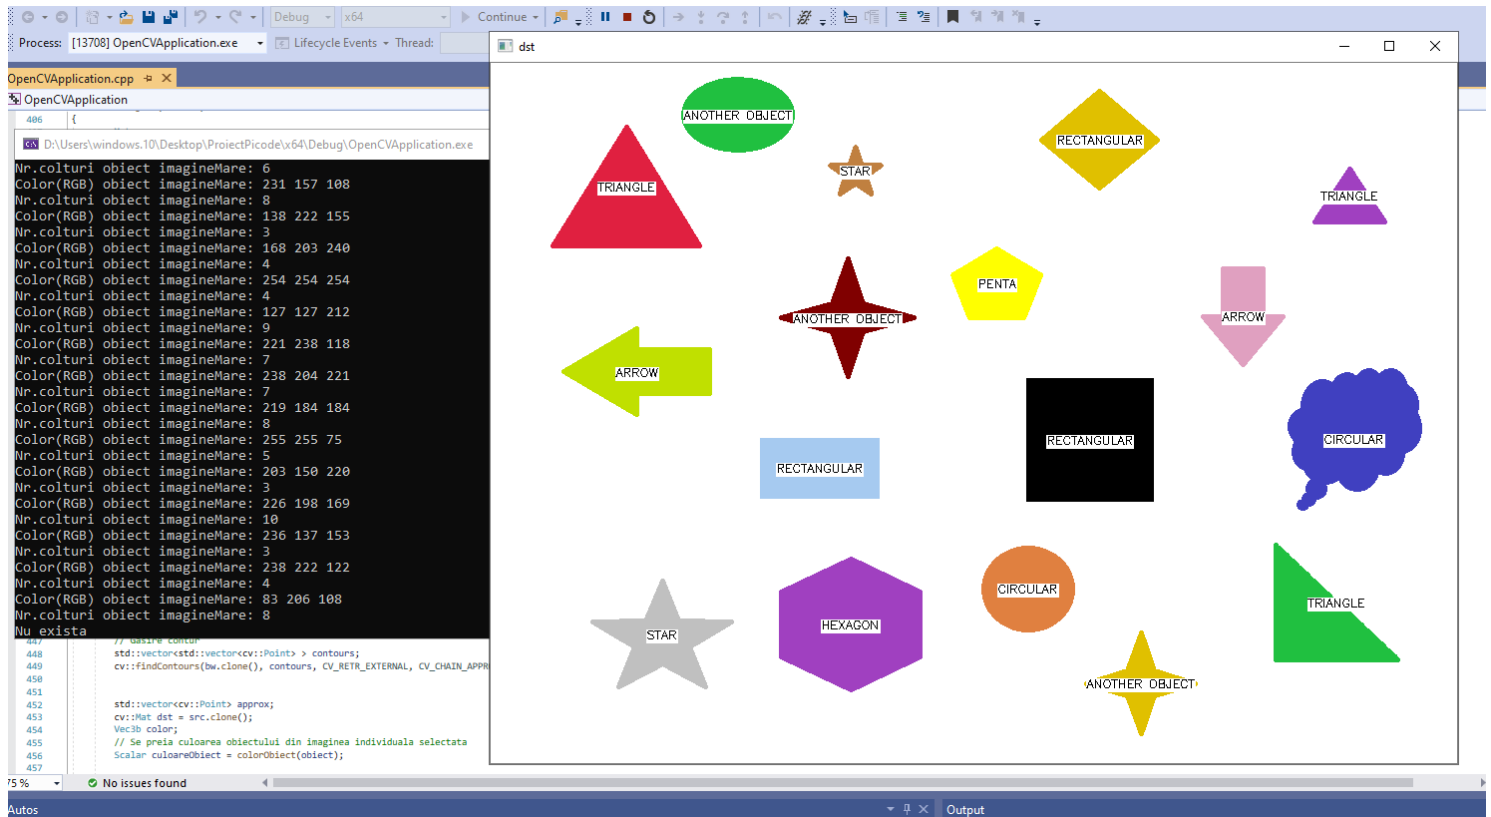 Debug
x64
Continue
Process:
[13708] OpenCVApplication.exe
Lifecycle Events
Thread:
OpenCVApplication.cpp
OpenCVApplication
406 {
D:\Users\windows.10\Desktop\ProiectPicode\x64\Debug\OpenCVApplication.exe
Nr.colturi obiect imagineMare: 6
Color(RGB) obiect imagineMare: 231 157 108
Nr.colturi obiect imagineMare: 8
Color(RGB) obiect imagineMare: 138 222 155
Nr.colturi obiect imagineMare: 3
Color(RGB) obiect imagineMare: 168 203 240
Nr.colturi obiect imagineMare: 4
Color(RGB) obiect imagineMare: 254 254 254
Nr.colturi obiect imagineMare: 4
Color(RGB) obiect imagineMare: 127 127 212
Nr.colturi obiect imagineMare: 9
Color(RGB) obiect imagineMare: 221 238 118
Nr.colturi obiect imagineMare: 7
Color(RGB) obiect imagineMare: 238 204 221
Nr.colturi obiect imagineMare: 7
Color(RGB) obiect imagineMare: 219 184 184
Nr.colturi obiect imagineMare: 8
Color(RGB) obiect imagineMare: 255 255 75
Nr.colturi obiect imagineMare: 5
Color(RGB) obiect imagineMare: 203 150 220
Nr.colturi obiect imagineMare: 3
Color(RGB) obiect imagineMare: 226 198 169
Nr.colturi obiect imagineMare: 10
Color(RGB) obiect imagineMare: 236 137 153
Nr.colturi obiect imagineMare: 3
Color(RGB) obiect imagineMare: 238 222 122
Nr.colturi obiect imagineMare: 4
Color(RGB) obiect imagineMare: 83 206 108
Nr.colturi obiect imagineMare: 8
Nu exista
447 // Gasire contur
448 std::vector<std::vector<cv::Point> > contours;
449 cv::findContours(bw.clone(), contours, CV_RETR_EXTERNAL, CV_CHAIN_APPR
450
451
452 std::vector<cv::Point> approx;
453 cv::Mat dst = src.clone();
454 Vec3b color;
455 // Se preia culoarea obiectului din imaginea individuala selectata
456 Scalar culoareObiect = colorObject(object);
457
75 %
No issues found
Autos
Output
dst
ANOTHER OBJECT
RECTANGULAR
STAR
TRIANGLE
TRIANGLE
PENTA
ANOTHER OBJECT
ARROW
ARROW
RECTANGULAR
CIRCULAR
RECTANGULAR
CIRCULAR
TRIANGLE
HEXAGON
STAR
ANOTHER OBJECT